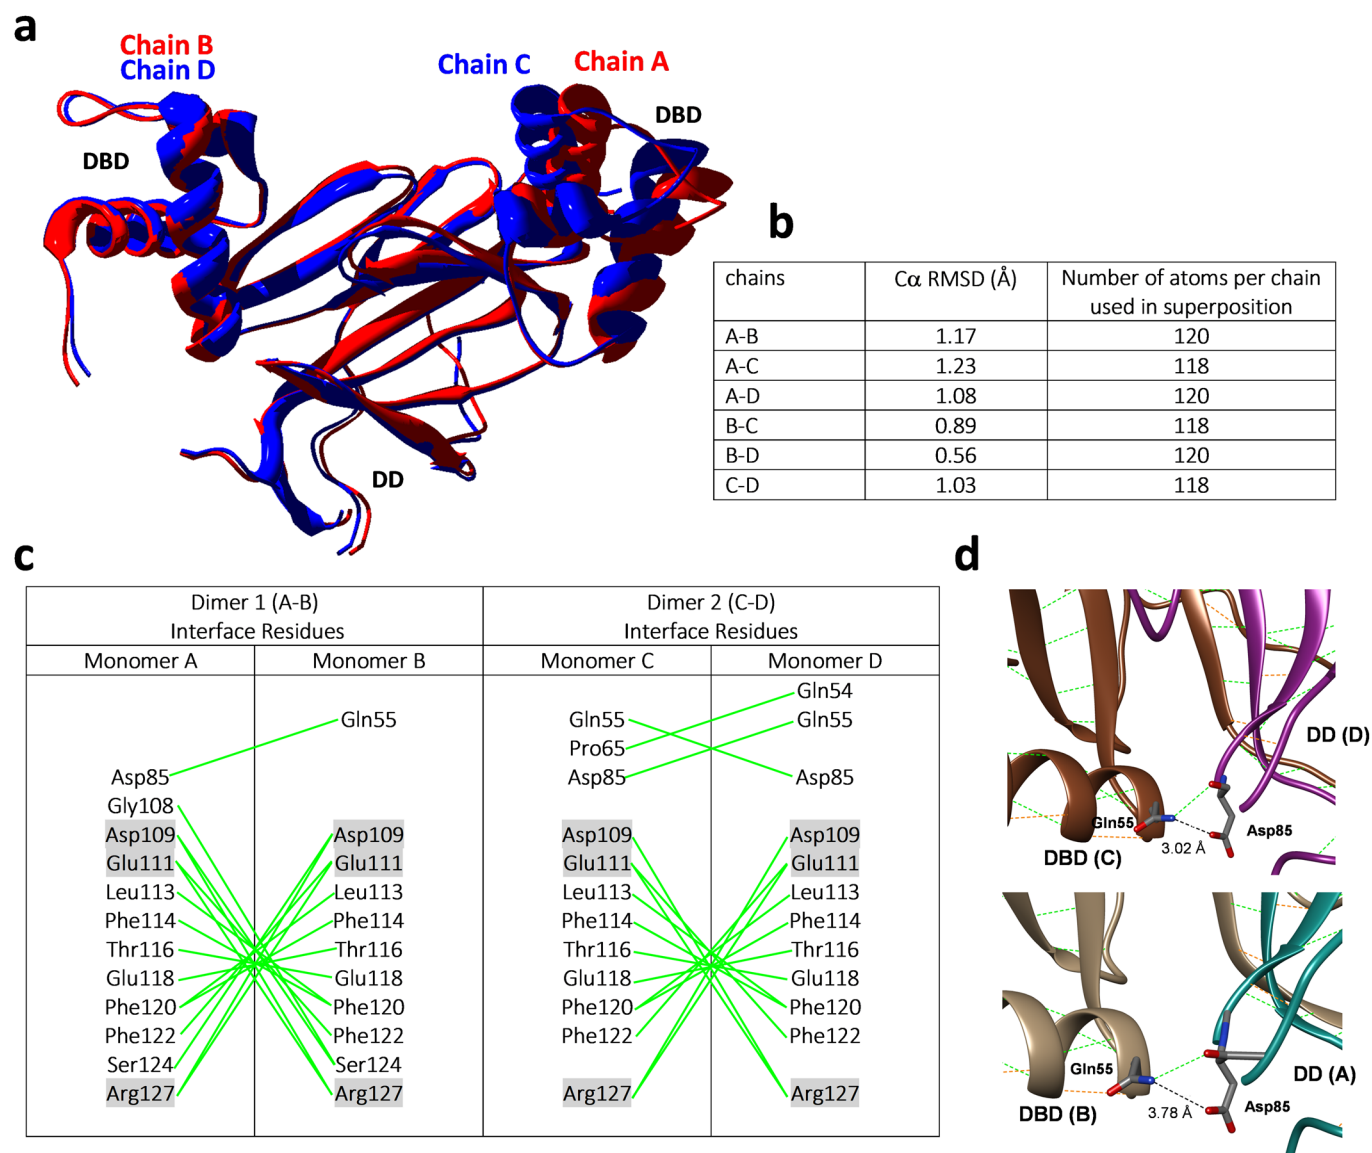 a
Chain B
Chain D
Chain C
Chain A
DBD
DBD
DD
b
chains
Cα RMSD (Å)
Number of atoms per chain
used in superposition
A-B 1.17 120
A-C 1.23 118
A-D 1.08 120
B-C 0.89 118
B-D 0.56 120
C-D 1.03 118
c
Dimer 1 (A-B)
Interface Residues
Dimer 2 (C-D)
Interface Residues
Monomer A
Monomer B
Monomer C
Monomer D
Gln54
Gln55 Gln55 Gln55
Pro65
Asp85 Asp85 Asp85
Gly108
Asp109 Asp109 Asp109 Asp109
Glu111 Glu111 Glu111 Glu111
Leu113 Leu113 Leu113 Leu113
Phe114 Phe114 Phe114 Phe114
Thr116 Thr116 Thr116 Thr116
Glu118 Glu118 Glu118 Glu118
Phe120 Phe120 Phe120 Phe120
Phe122 Phe122 Phe122 Phe122
Ser124 Ser124
Arg127 Arg127 Arg127 Arg127
d
DD (D)
Gln55
Asp85
3.02 Å
DBD (C)
Gln55
DD (A)
Asp85
3.78 Å
DBD (B)